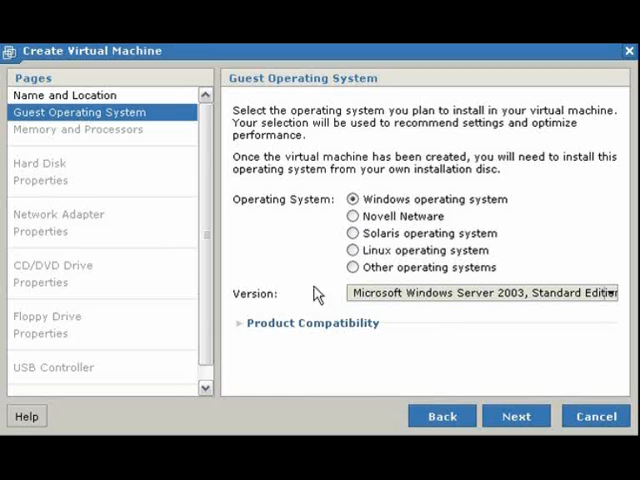 Create Virtual Machine
Pages
Name and Location
Guest Operating System
Memory and Processors
Hard Disk
Properties
Network Adapter
Properties
CD/DVD Drive
Properties
Floppy Drive
Properties
USB Controller
Help
Guest Operating System
Select the operating system you plan to install in your virtual machine.
Your selection will be used to recommend settings and optimize
performance.
Once the virtual machine has been created, you will need to install this
operating system from your own installation disc.
Operating System:
Windows operating system
Novell Netware
Solaris operating system
Linux operating system
Other operating systems
Version:
Microsoft Windows Server 2003, Standard Edition
Product Compatibility
Back
Next
Cancel